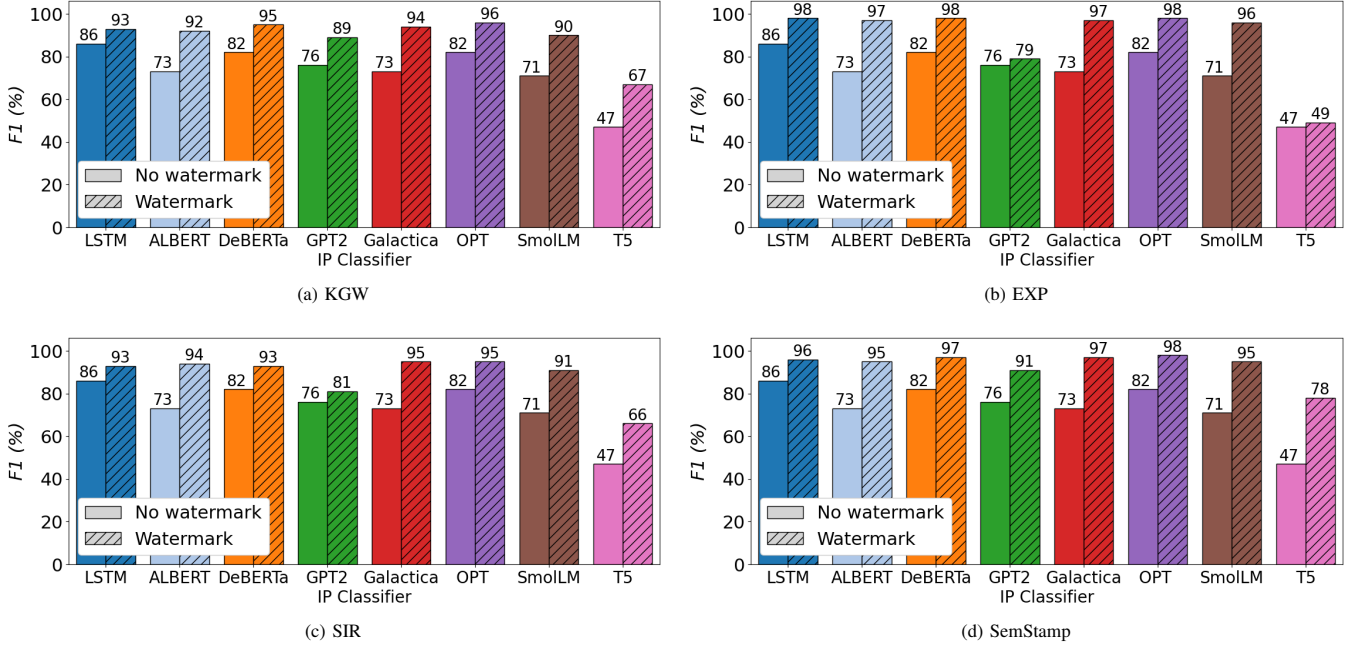 86 93 73 92 82 95 76 89 73 94 82 96 71 90 47 67
100
80
60
40
20
0
F1 (%)
No watermark
Watermark
LSTM ALBERT DeBERTa GPT2 Galactica OPT SmolLM T5
IP Classifier
(a) KGW
86 98 73 97 82 98 76 79 73 97 82 98 71 96 47 49
100
80
60
40
20
0
F1 (%)
No watermark
Watermark
LSTM ALBERT DeBERTa GPT2 Galactica OPT SmolLM T5
IP Classifier
(b) EXP
86 93 73 94 82 93 76 81 73 95 82 95 71 91 47 66
100
80
60
40
20
0
F1 (%)
No watermark
Watermark
LSTM ALBERT DeBERTa GPT2 Galactica OPT SmolLM T5
IP Classifier
(c) SIR
86 96 73 95 82 97 76 91 73 97 82 98 71 95 47 78
100
80
60
40
20
0
F1 (%)
No watermark
Watermark
LSTM ALBERT DeBERTa GPT2 Galactica OPT SmolLM T5
IP Classifier
(d) SemStamp